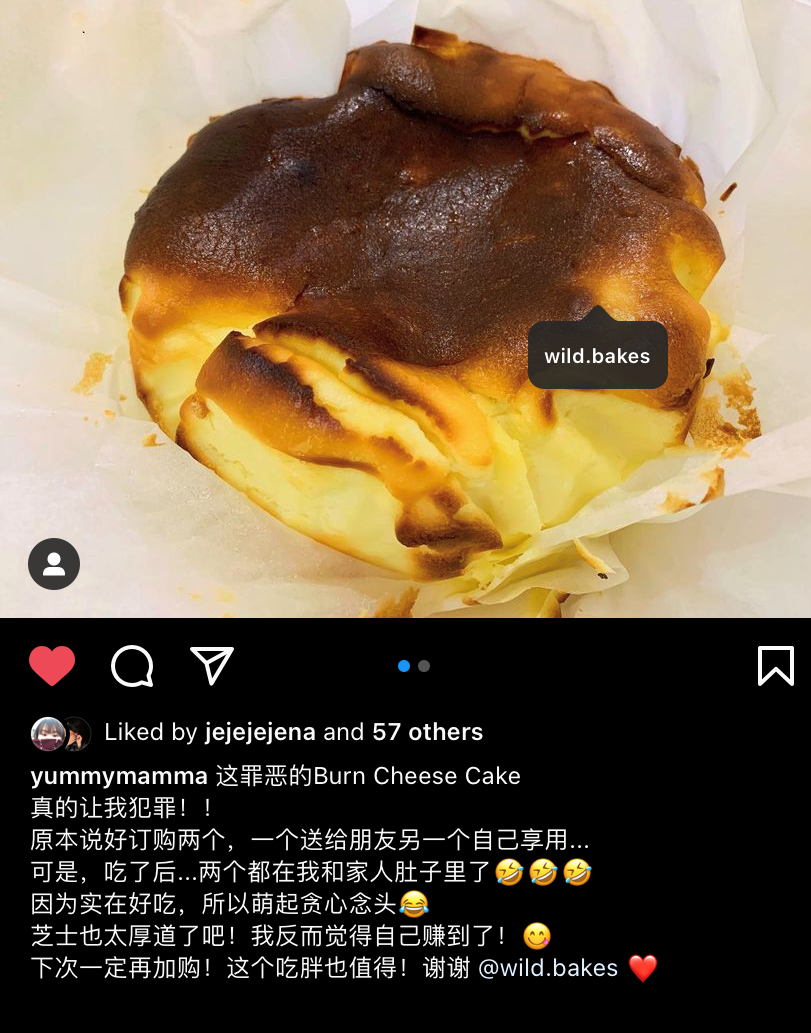 wild.bakes
Liked by jejejejena and 57 others
yummymamma 这罪恶的Burn Cheese Cake
真的让我犯罪！！
原本说好订购两个，一个送给朋友另一个自己享用...
可是，吃了后...两个都在我和家人肚子里了🤣🤣🤣
因为实在好吃，所以萌起贪心念头😂
芝士也太厚道了吧！我反而觉得自己赚到了！😋
下次一定再加购！这个吃胖也值得！谢谢 @wild.bakes ❤️